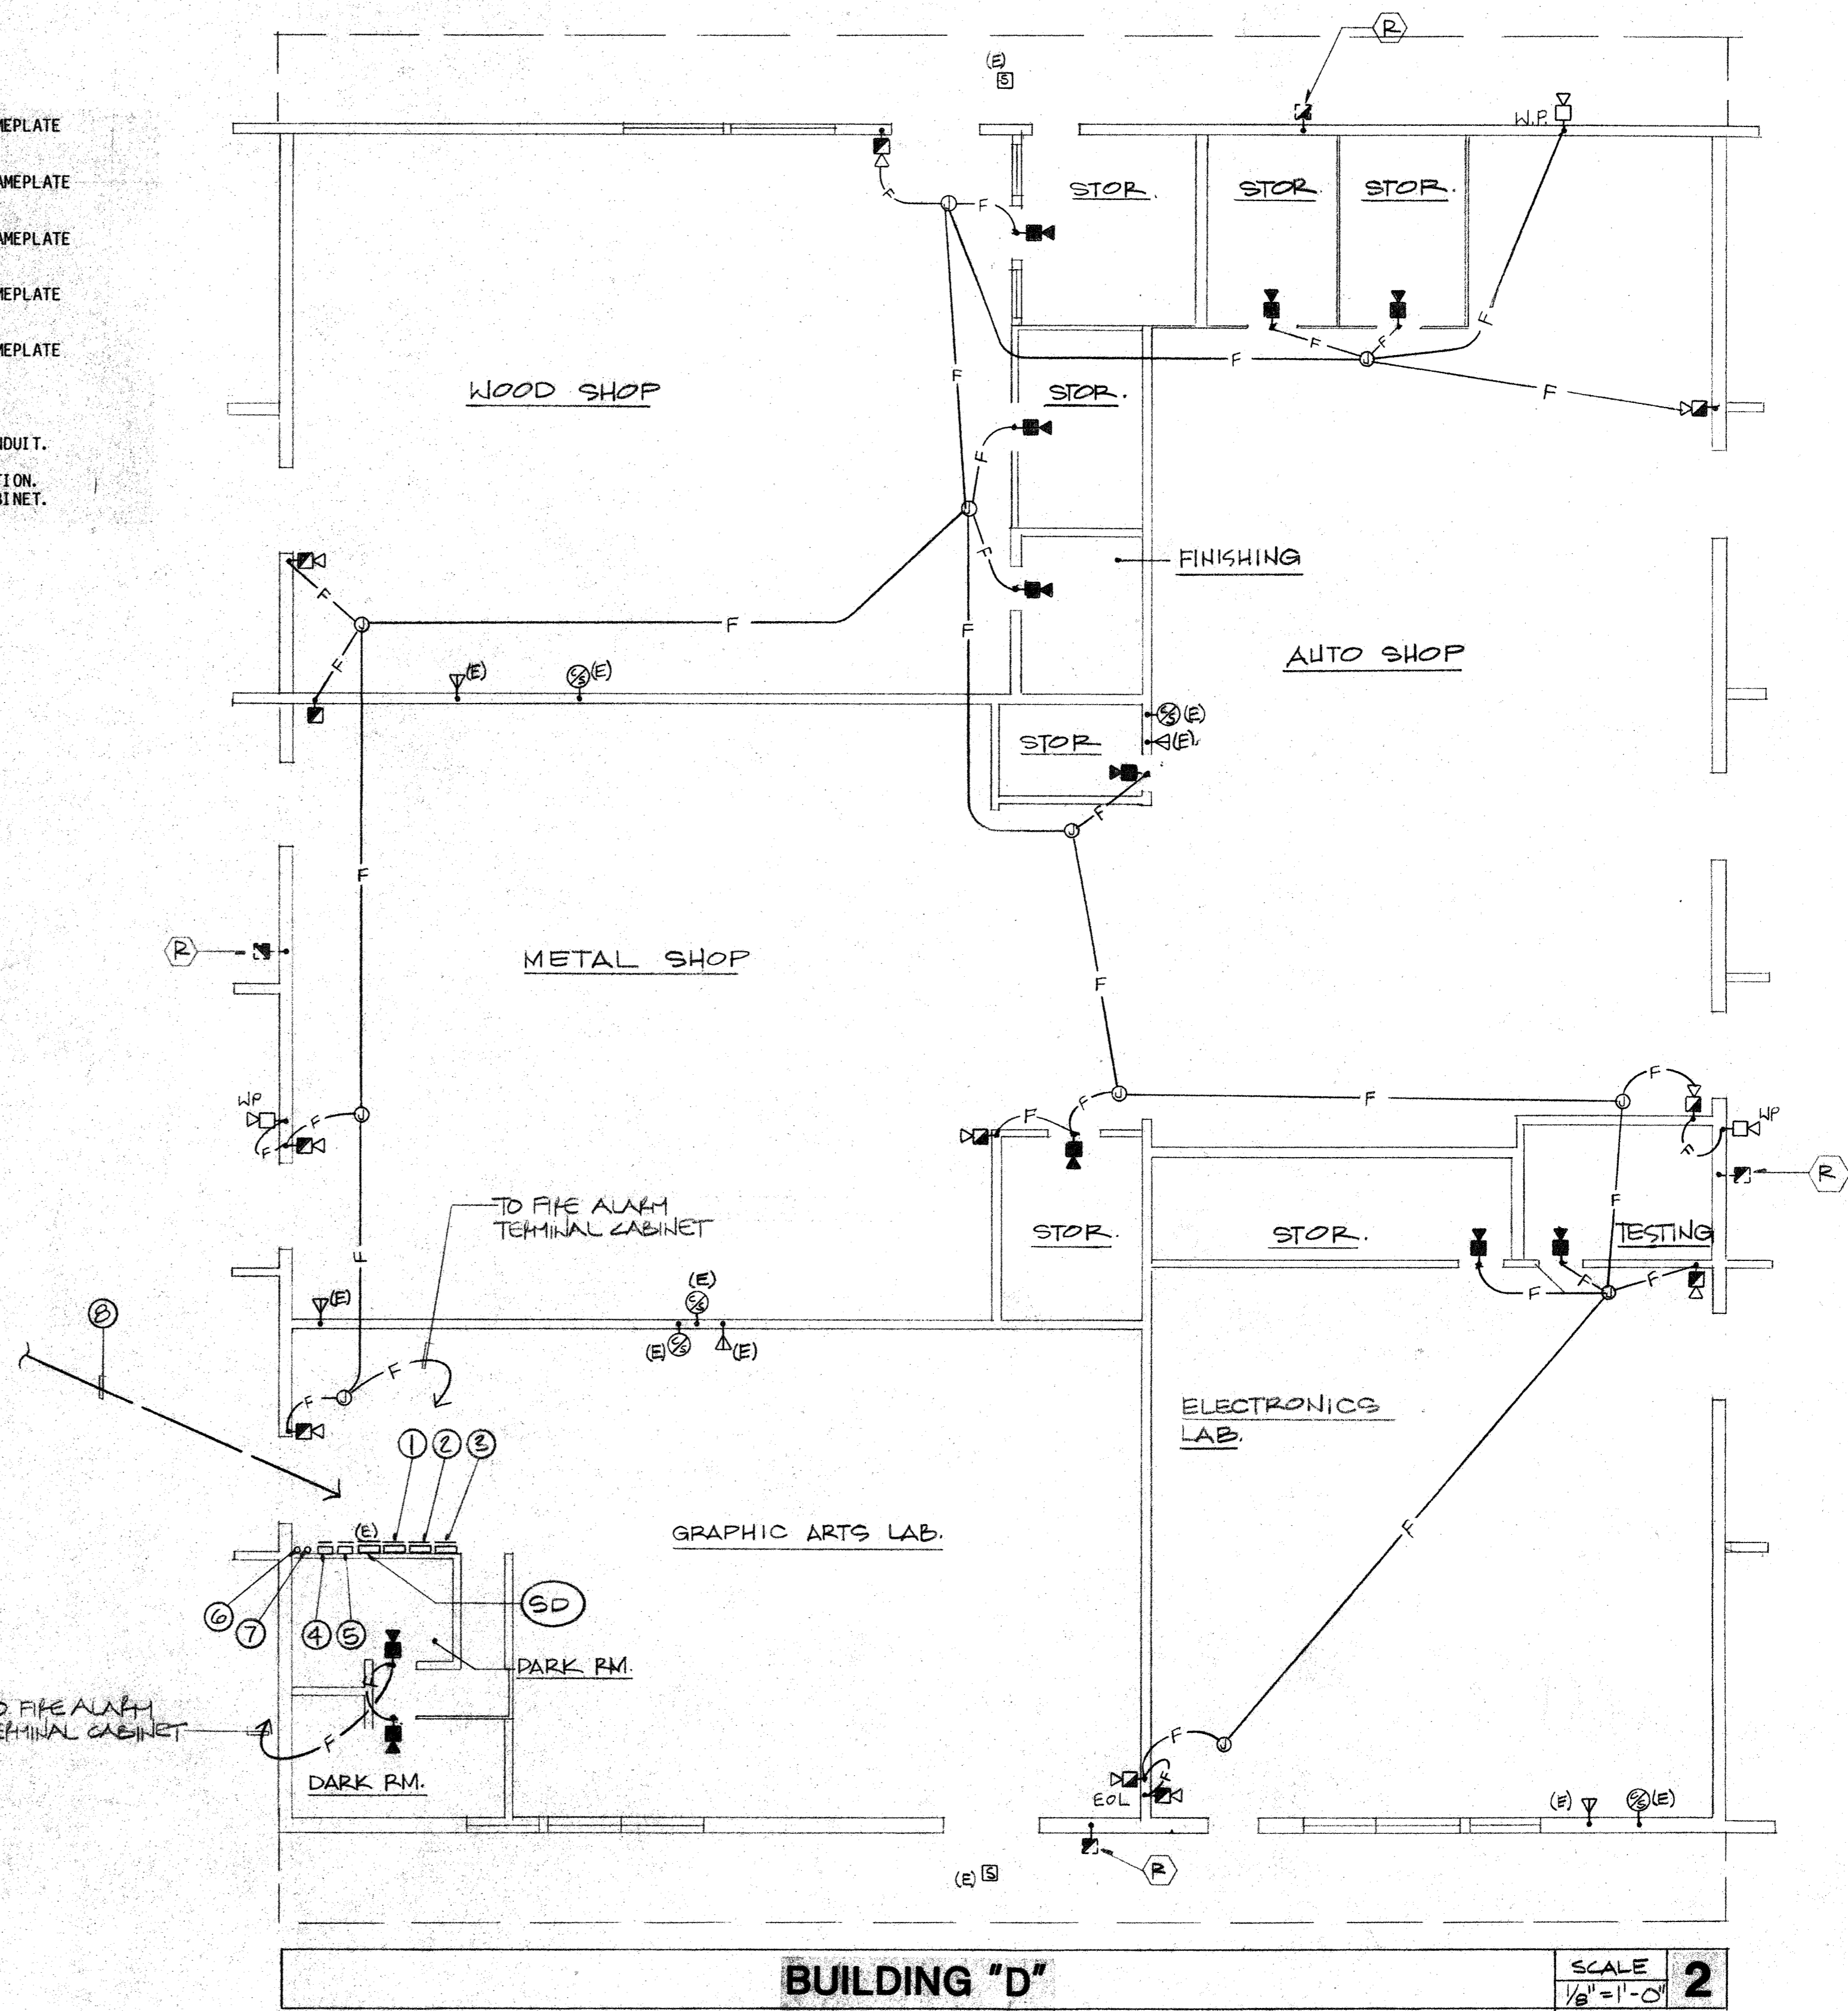 R
(E)
S
W.P.
STOR.
STOR.
STOR.
J
F
F
F
F
F
J
F
F
WOOD SHOP
F
STOR.
F
F
J
F
FINISHING
F
J
F
F
F
AUTO SHOP
(E)
C/S (E)
C/S (E)
STOR
(E)
F
J
F
R
METAL SHOP
F
WP
F
J
F
F
F
J
F
J
F
F
WP
R
TO FIRE ALARM
TERMINAL CABINET
STOR.
STOR.
F
TESTING
F
F
F
F
J
(E)
(E)
C/S
(E) C/S
(E)
8
F
F
J
ELECTRONICS
LAB.
1
2
3
GRAPHIC ARTS LAB.
F
(E)
6
7
4
5
SD
DARK RM.
F
TO FIRE ALARM
TERMINAL CABINET
F
DARK RM.
F
J
F
EOL
(E)
C/S (E)
(E) S
R
BUILDING "D"
SCALE
1/8"=1'-0"
2
NDUIT.
TION.
BINET.
MEPLATE
AMEPLATE
AMEPLATE
MEPLATE
MEPLATE